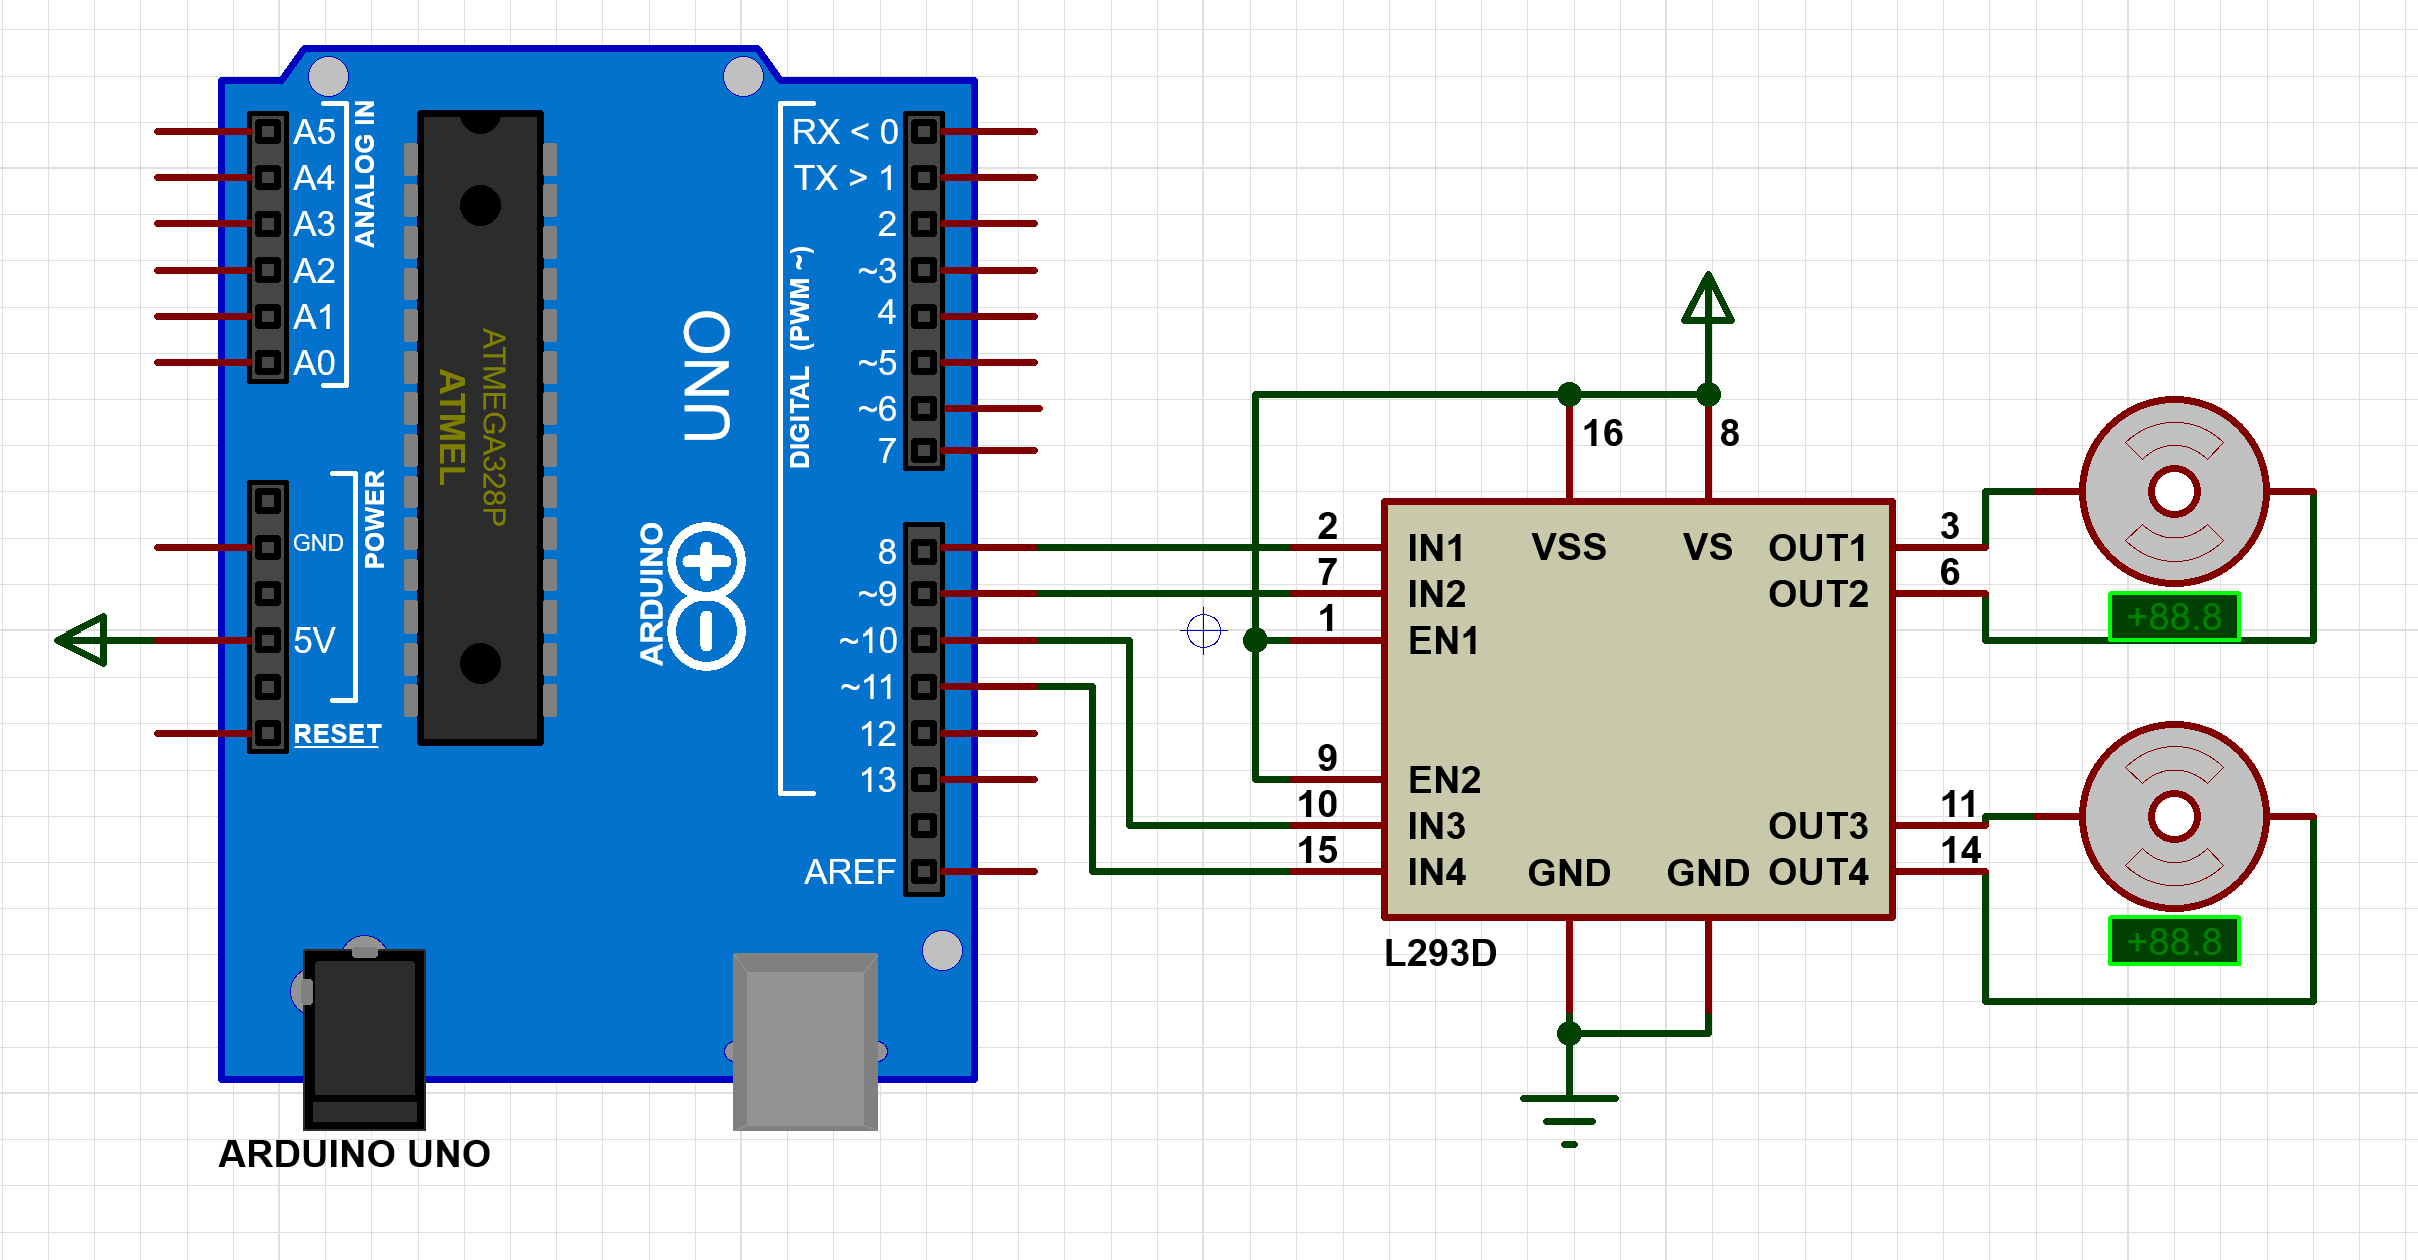 A5
A4
A3
A2
A1
A0
ANALOG IN
RX < 0
TX > 1
2
~3
4
~5
~6
7
DIGITAL (PWM ~)
UNO
ATMEGA328P
ATMEL
POWER
GND
5V
RESET
ARDUINO
8
~9
~10
~11
12
13
AREF
ARDUINO UNO
16
8
2
7
1
9
10
15
IN1
IN2
EN1
EN2
IN3
IN4
VSS
VS
GND
GND
OUT1
OUT2
OUT3
OUT4
3
6
11
14
L293D
+88.8
+88.8